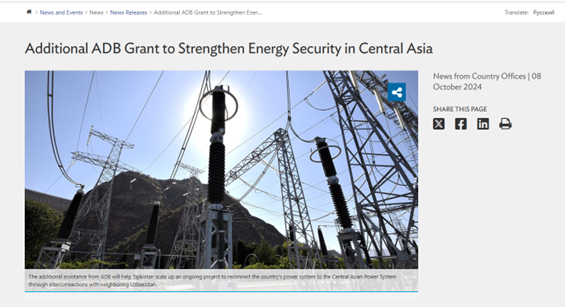 News and Events > News > News Releases > Additional ADB Grant to Strengthen Ener...
Translate: Русский
Additional ADB Grant to Strengthen Energy Security in Central Asia
News from Country Offices | 08
October 2024
SHARE THIS PAGE
The additional assistance from ADB will help Tajikistan scale up an ongoing project to reconnect the country's power system to the Central Asian Power System
through interconnections with neighboring Uzbekistan.